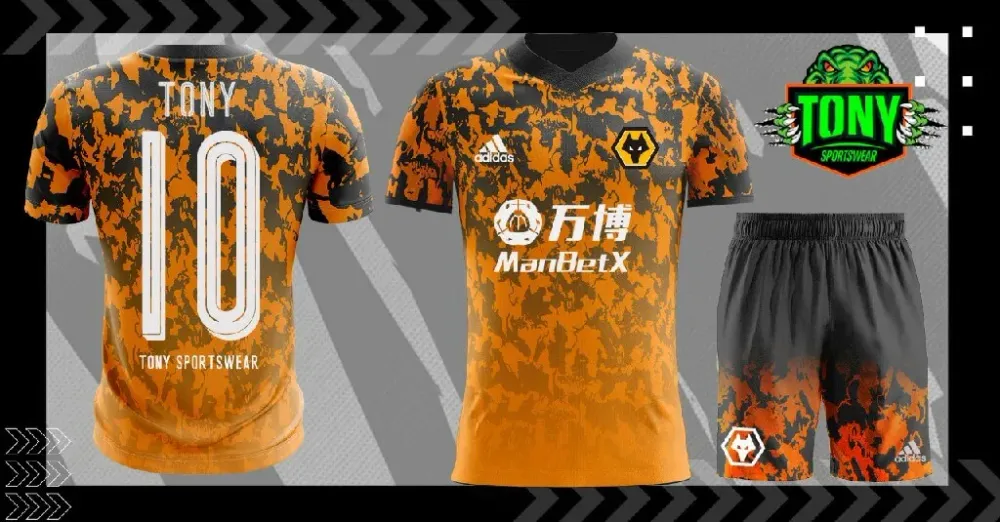 TONY
10
TONY SPORTSWEAR
adidas
万博
ManBetX
TONY
SPORTSWEAR
adidas